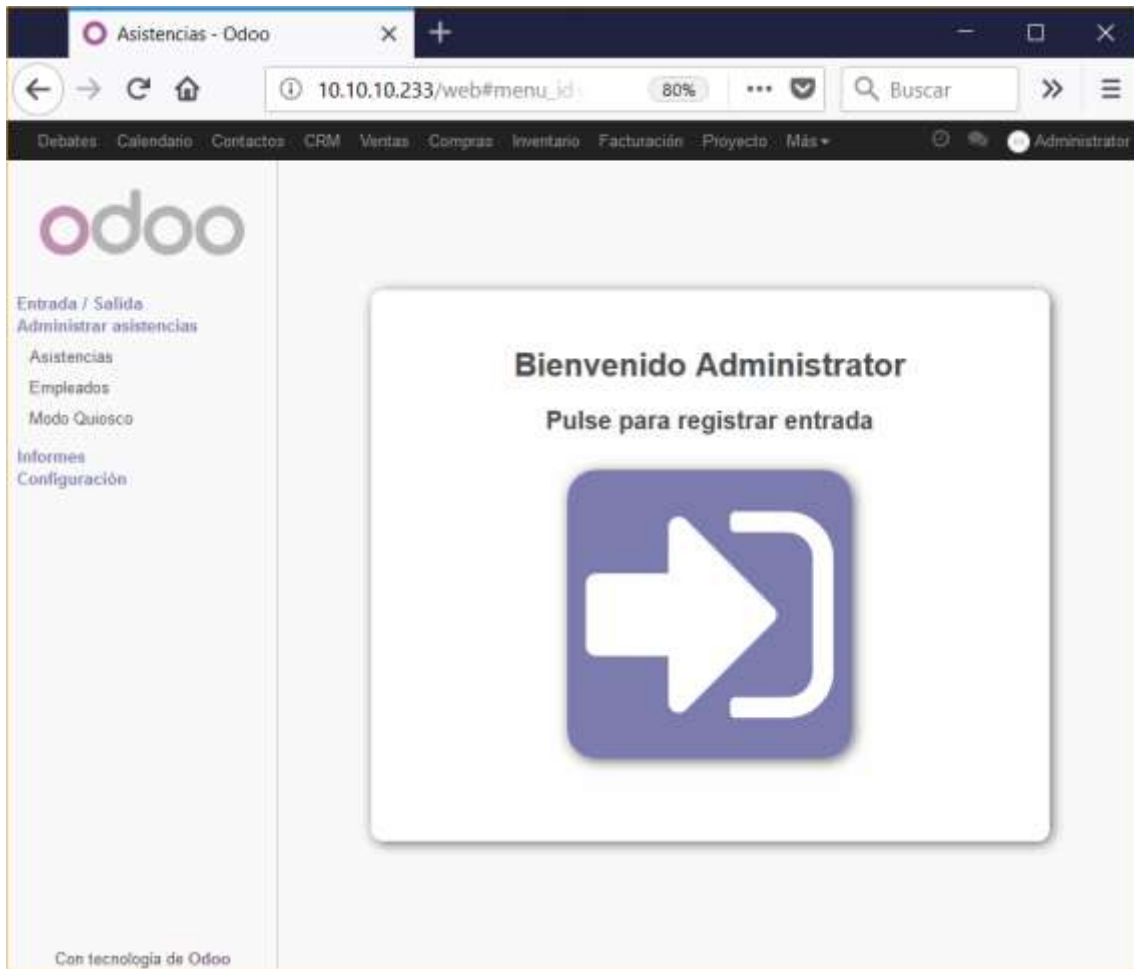 Asistencias - Odoo
10.10.10.233/web#menu_id 80% Buscar
Debates Calendario Contactos CRM Ventas Compras Inventario Facturación Proyecto Más Administrator
odoo
Entrada / Salida
Administrar asistencias
Asistencias
Empleados
Modo Quiosco
Informes
Configuración
Bienvenido Administrator
Pulse para registrar entrada
Con tecnología de Odoo